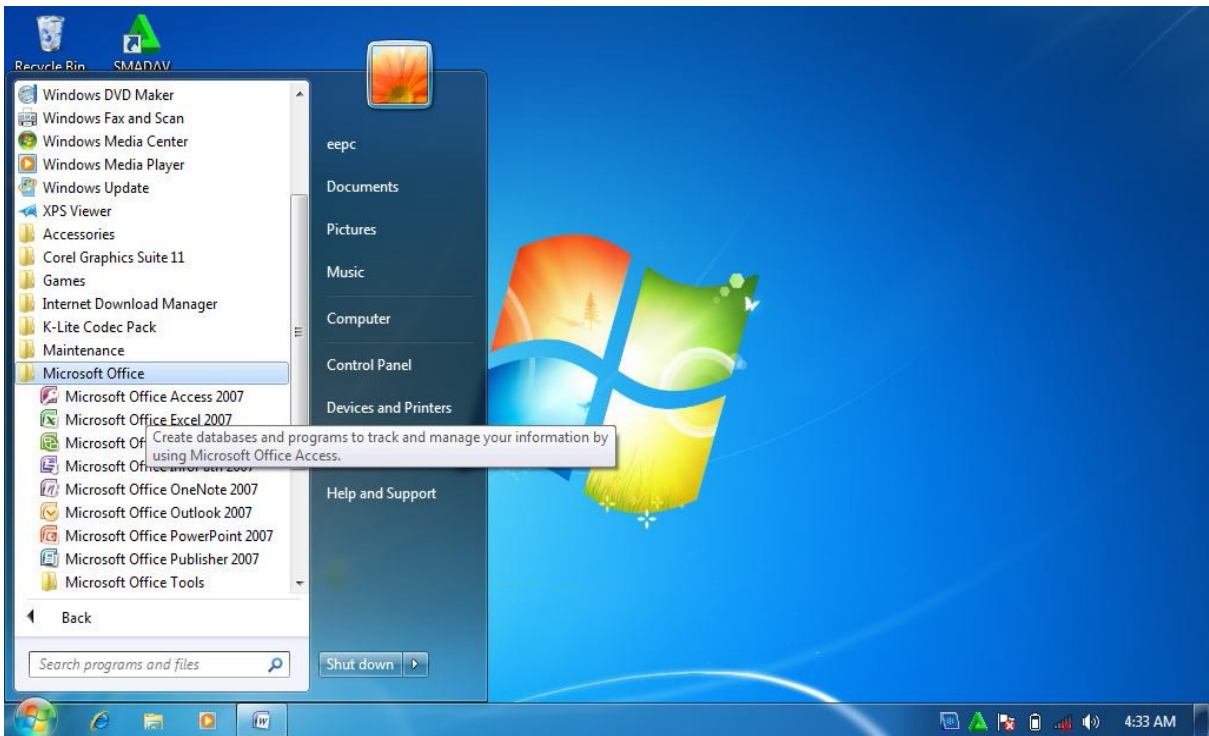 Recycle Bin
SMADAV
Windows DVD Maker
Windows Fax and Scan
Windows Media Center
Windows Media Player
Windows Update
XPS Viewer
Accessories
Corel Graphics Suite 11
Games
Internet Download Manager
K-Lite Codec Pack
Maintenance
Microsoft Office
Microsoft Office Access 2007
Microsoft Office Excel 2007
Microsoft
Create databases and programs to track and manage your information by
using Microsoft Office Access.
Microsoft Office InfoPath 2007
Microsoft Office OneNote 2007
Microsoft Office Outlook 2007
Microsoft Office PowerPoint 2007
Microsoft Office Publisher 2007
Microsoft Office Tools
Back
Search programs and files
eepc
Documents
Pictures
Music
Computer
Control Panel
Devices and Printers
Help and Support
Shut down
4:33 AM